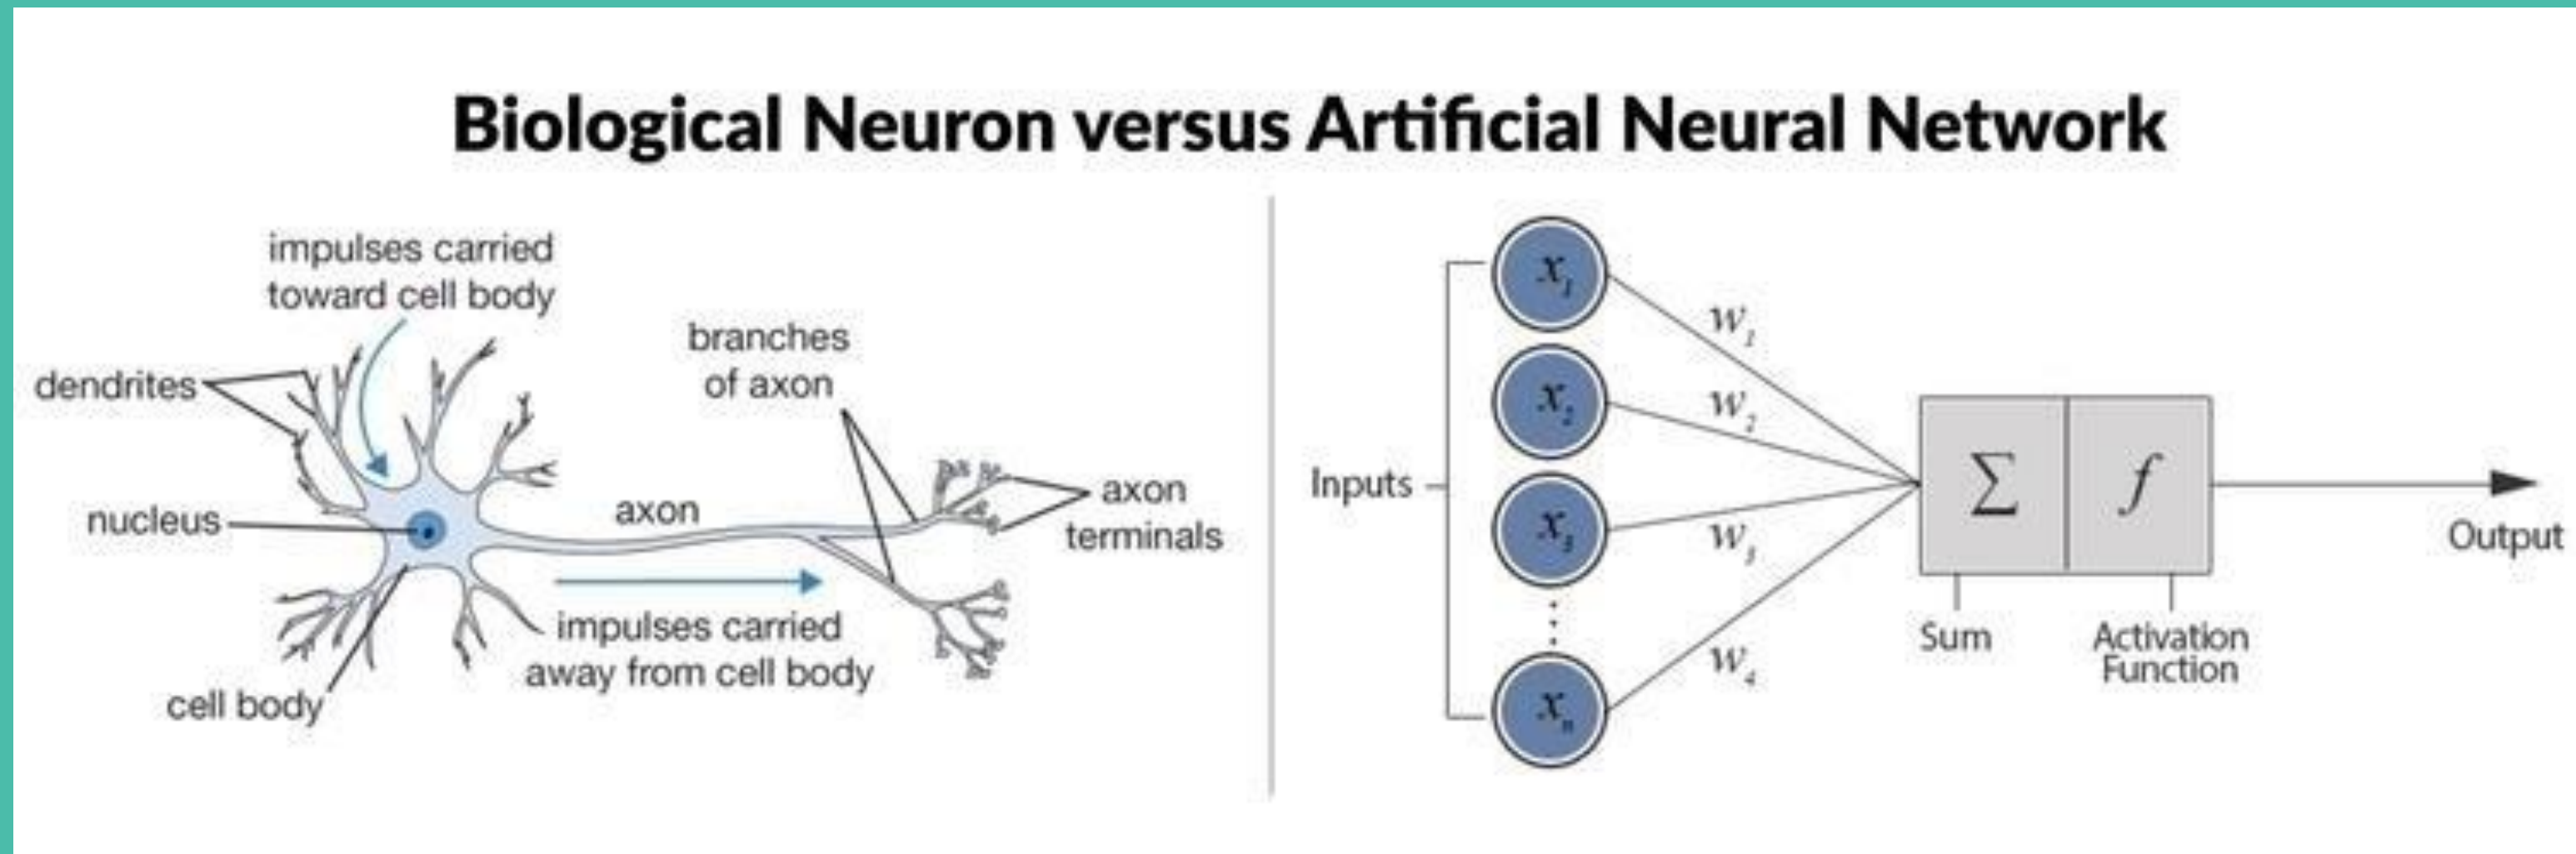 Biological Neuron versus Artificial Neural Network
impulses carried
toward cell body
dendrites
branches
of axon
nucleus
axon
axon
terminals
impulses carried
away from cell body
cell body
Inputs
x₁
x₂
x₃
xₙ
w₁
w₂
w₃
w₄
Σ
f
Sum
Activation
Function
Output